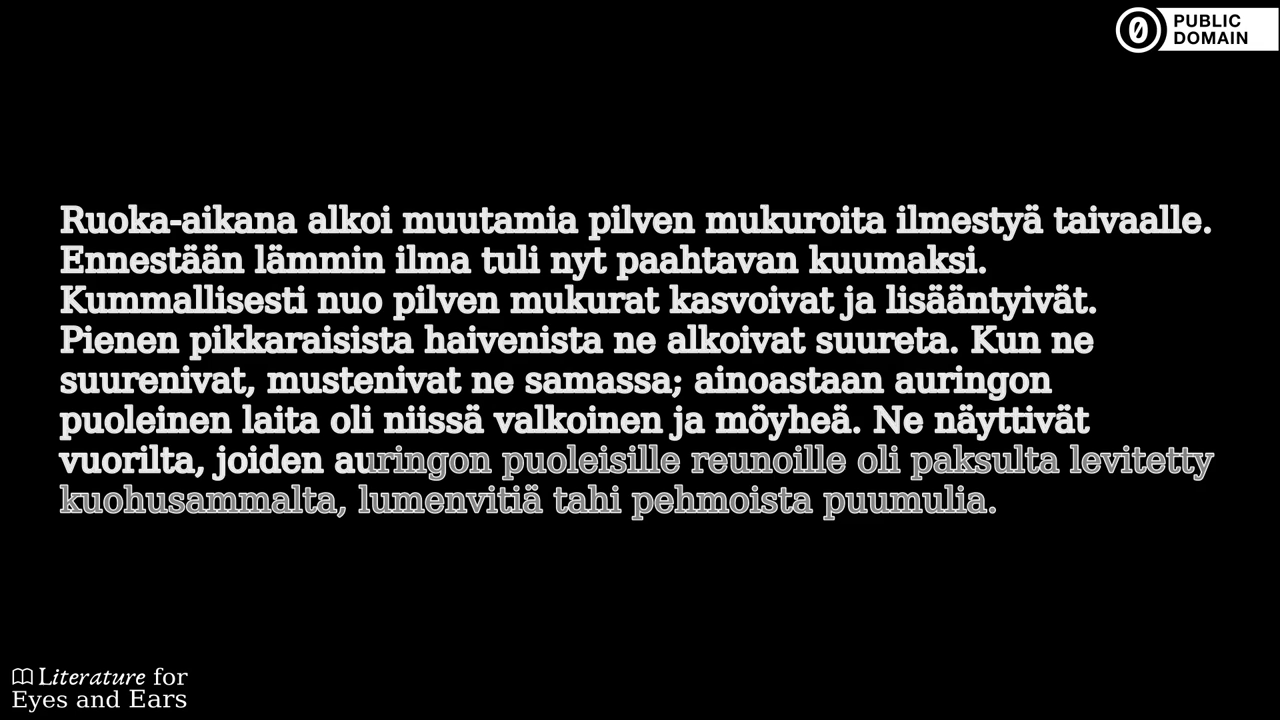 PUBLIC
DOMAIN
Ruoka-aikana alkoi muutamia pilven mukuroita ilmestyä taivaalle.
Ennestään lämmin ilma tuli nyt paahtavan kuumaksi.
Kummallisesti nuo pilven mukurat kasvoivat ja lisääntyivät.
Pienen pikkaraisista haivenista ne alkoivat suureta. Kun ne
suurenivat, mustenivat ne samassa; ainoastaan auringon
puoleinen laita oli niissä valkoinen ja möyheä. Ne näyttivät
vuorilta, joiden auringon puoleisille reunoille oli paksulta levitetty
kuohusammalta, lumenvitiä tahi pehmoista puumulia.
Literature for
Eyes and Ears